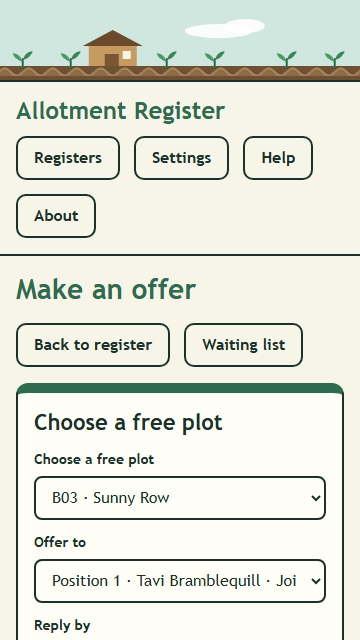 Allotment Register
Registers
Settings
Help
About
Make an offer
Back to register
Waiting list
Choose a free plot
Choose a free plot
B03 · Sunny Row
Offer to
Position 1 · Tavi Bramblequill · Joi
Reply by